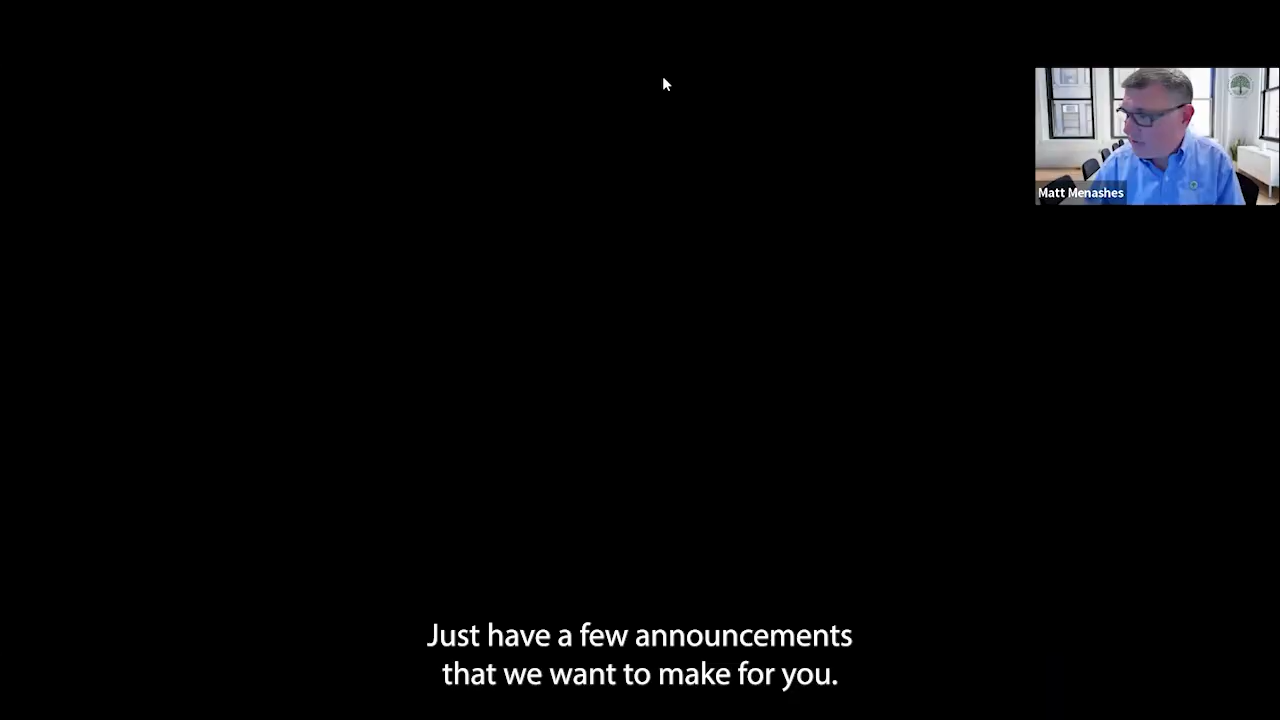 Matt Menashes
Just have a few announcements
that we want to make for you.